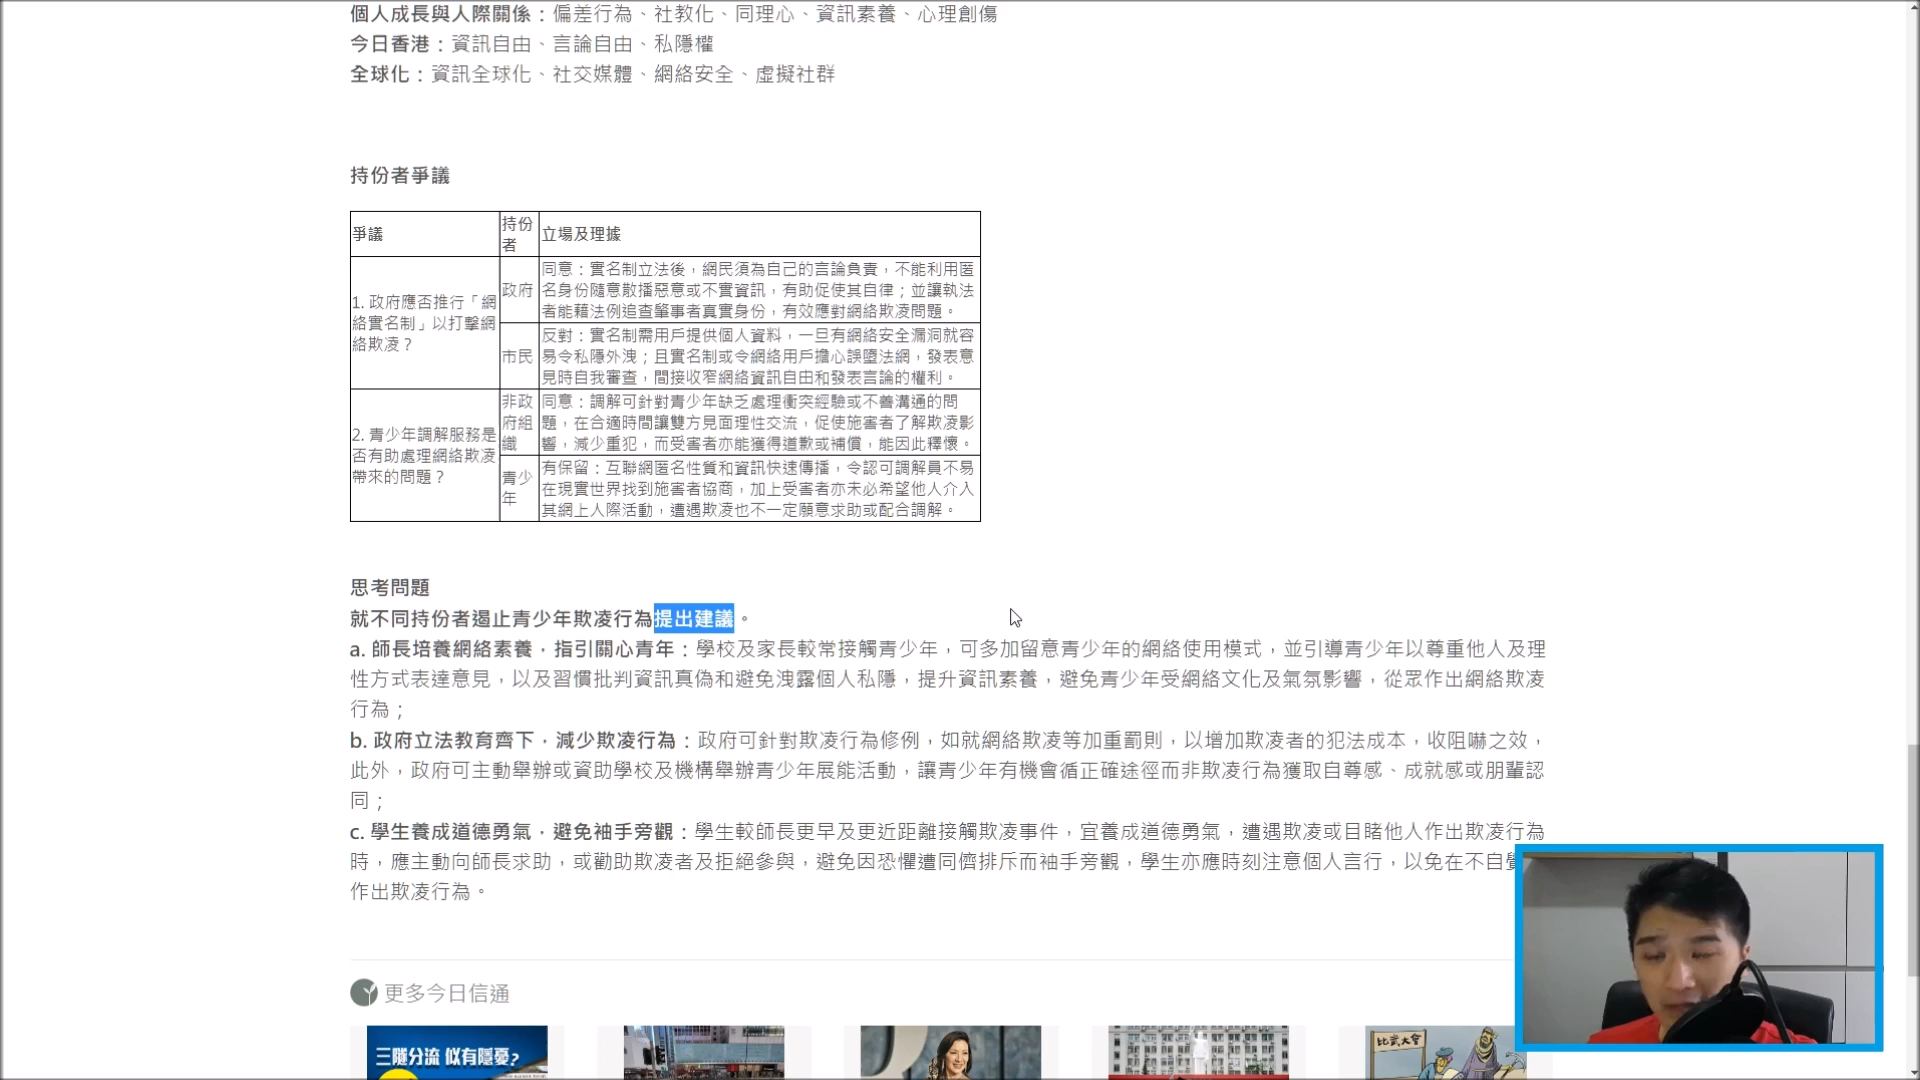 個人成長與人際關係：偏差行為、社教化、同理心、資訊素養、心理創傷
今日香港：資訊自由、言論自由、私隱權
全球化：資訊全球化、社交媒體、網絡安全、虛擬社群
持份者爭議
爭議
持份
者
立場及理據
1. 政府應否推行「網
絡實名制」以打擊網
絡欺凌？
政府
同意：實名制立法後，網民須為自己的言論負責，不能利用匿
名身份隨意散播惡意或不實資訊，有助促使其自律；並讓執法
者能藉法例追查肇事者真實身份，有效應對網絡欺凌問題。
市民
反對：實名制需用戶提供個人資料，一旦有網絡安全漏洞就容
易令私隱外洩；且實名制或令網絡用戶擔心誤墮法網，發表意
見時自我審查，間接收窄網絡資訊自由和發表言論的權利。
2. 青少年調解服務是
否有助處理網絡欺凌
帶來的問題？
非政
府組
織
同意：調解可針對青少年缺乏處理衝突經驗或不善溝通的問
題，在合適時間讓雙方見面理性交流，促使施害者了解欺凌影
響，減少重犯，而受害者亦能獲得道歉或補償，能因此釋懷。
青少
年
有保留：互聯網匿名性質和資訊快速傳播，令認可調解員不易
在現實世界找到施害者協商，加上受害者亦未必希望他人介入
其網上人際活動，遭遇欺凌也不一定願意求助或配合調解。
思考問題
就不同持份者遏止青少年欺凌行為提出建議。
a. 師長培養網絡素養．指引關心青年：學校及家長較常接觸青少年，可多加留意青少年的網絡使用模式，並引導青少年以尊重他人及理
性方式表達意見，以及習慣批判資訊真偽和避免洩露個人私隱，提升資訊素養，避免青少年受網絡文化及氣氛影響，從眾作出網絡欺凌
行為；
b. 政府立法教育齊下．減少欺凌行為：政府可針對欺凌行為修例，如就網絡欺凌等加重罰則，以增加欺凌者的犯法成本，收阻嚇之效，
此外，政府可主動舉辦或資助學校及機構舉辦青少年展能活動，讓青少年有機會循正確途徑而非欺凌行為獲取自尊感、成就感或朋輩認
同；
c. 學生養成道德勇氣．避免袖手旁觀：學生較師長更早及更近距離接觸欺凌事件，宜養成道德勇氣，遭遇欺凌或目睹他人作出欺凌行為
時，應主動向師長求助，或勸助欺凌者及拒絕參與，避免因恐懼遭同儕排斥而袖手旁觀，學生亦應時刻注意個人言行，以免在不自
作出欺凌行為。
更多今日信通
三隧分流 似有隱憂？
比武大會